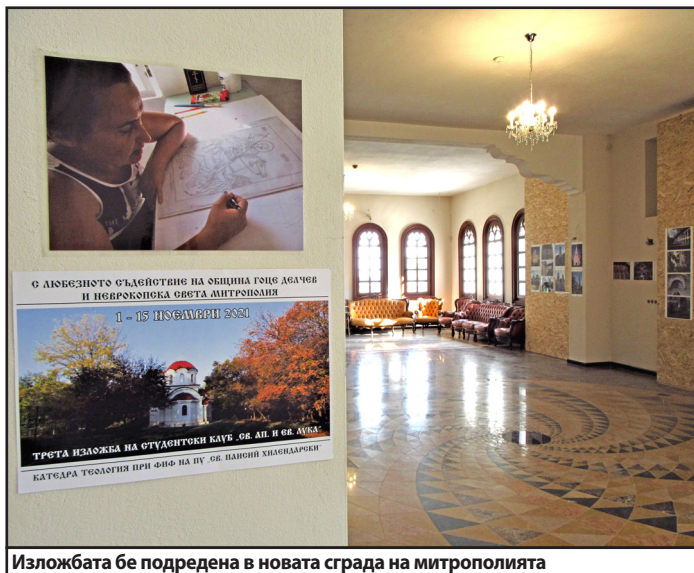 С ЛЮБЕЗНОТО СЪДЕЙСТВИЕ НА ОБЩИНА ГОЦЕ ДЕЛЧЕВ
И НЕВРОКОПСКА СВЕТА МИТРОПОЛИЯ
1 - 15 НОЕМВРИ 2021
ТРЕТА ИЗЛОЖБА НА СТУДЕНТСКИ КЛУБ „СВ. АП. И ЕВ. ЛУКА“
КАТЕДРА ТЕОЛОГИЯ ПРИ ФИФ НА ПУ „СВ. ПАИСИЙ ХИЛЕНДАРСКИ“
Изложбата бе подредена в новата сграда на митрополията